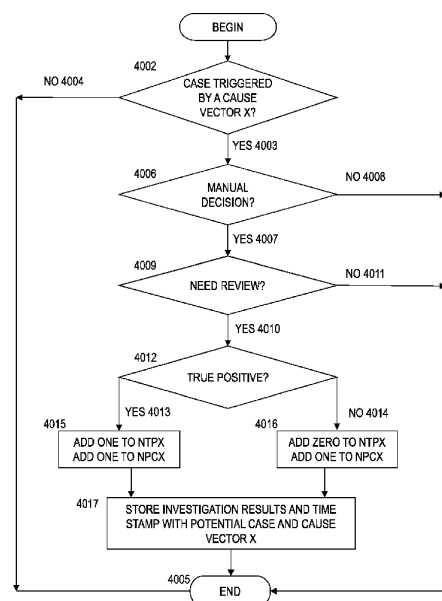 BEGIN
4002
NO 4004
CASE TRIGGERED
BY A CAUSE
VECTOR X?
YES 4003
4006
MANUAL
DECISION?
NO 4008
YES 4007
4009
NEED REVIEW?
NO 4011
YES 4010
4012
TRUE POSITIVE?
YES 4013
NO 4014
4015
ADD ONE TO NTPX
ADD ONE TO NPCX
4016
ADD ZERO TO NTPX
ADD ONE TO NPCX
4017
STORE INVESTIGATION RESULTS AND TIME
STAMP WITH POTENTIAL CASE AND CAUSE
VECTOR X
4005
END